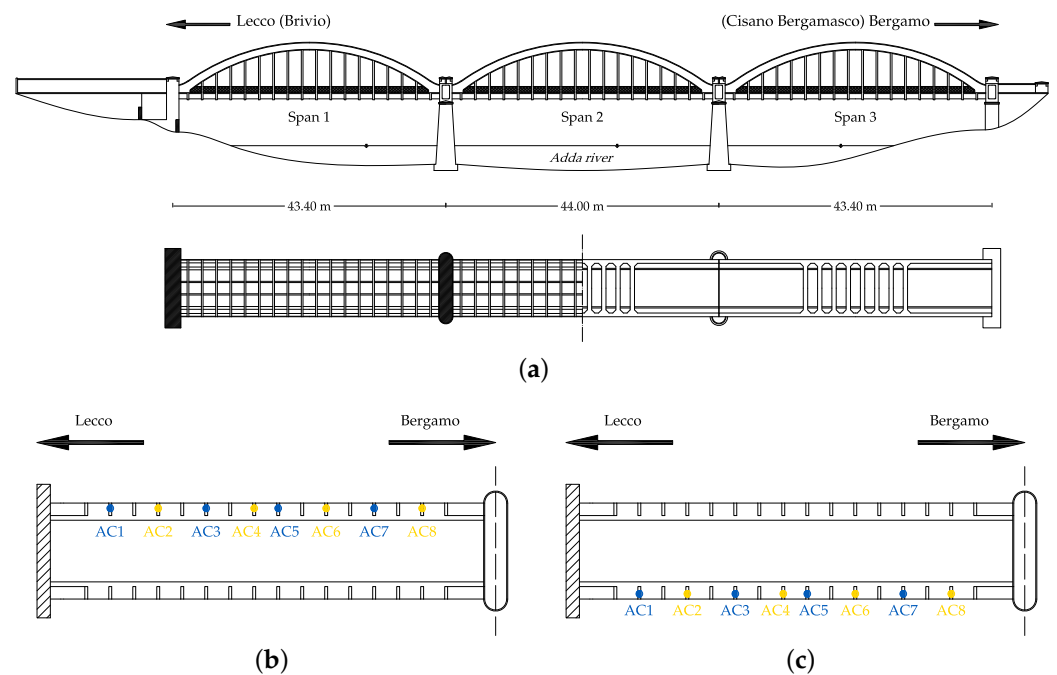 Lecco (Brivio) (Cisano Bergamasco) Bergamo
Span 1 Span 2 Span 3
Adda river
43.40 m 44.00 m 43.40 m
(a)
Lecco Bergamo Lecco Bergamo
AC1 AC2 AC3 AC4 AC5 AC6 AC7 AC8
AC1 AC2 AC3 AC4 AC5 AC6 AC7 AC8
(b) (c)